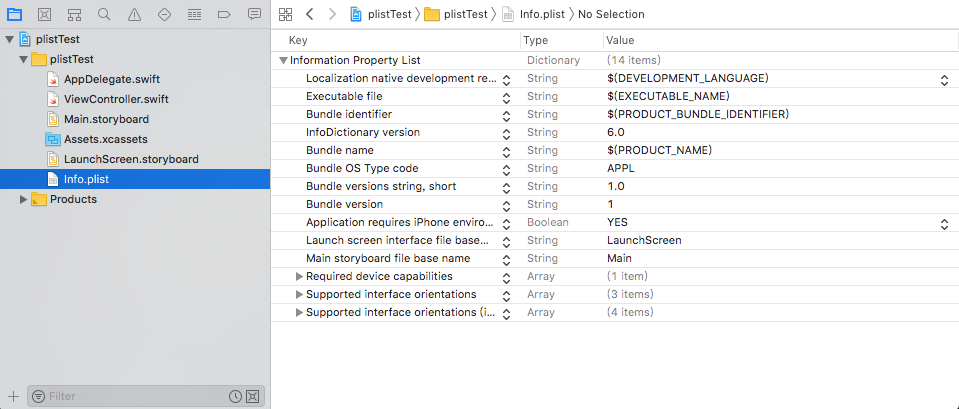 plistTest
plistTest
AppDelegate.swift
ViewController.swift
Main.storyboard
Assets.xcassets
LaunchScreen.storyboard
Info.plist
Products
Filter
plistTest plistTest Info.plist No Selection
Key Type Value
Information Property List Dictionary (14 items)
Localization native development re... String $(DEVELOPMENT_LANGUAGE)
Executable file String $(EXECUTABLE_NAME)
Bundle identifier String $(PRODUCT_BUNDLE_IDENTIFIER)
InfoDictionary version String 6.0
Bundle name String $(PRODUCT_NAME)
Bundle OS Type code String APPL
Bundle versions string, short String 1.0
Bundle version String 1
Application requires iPhone enviro... Boolean YES
Launch screen interface file base... String LaunchScreen
Main storyboard file base name String Main
Required device capabilities Array (1 item)
Supported interface orientations Array (3 items)
Supported interface orientations (i... Array (4 items)